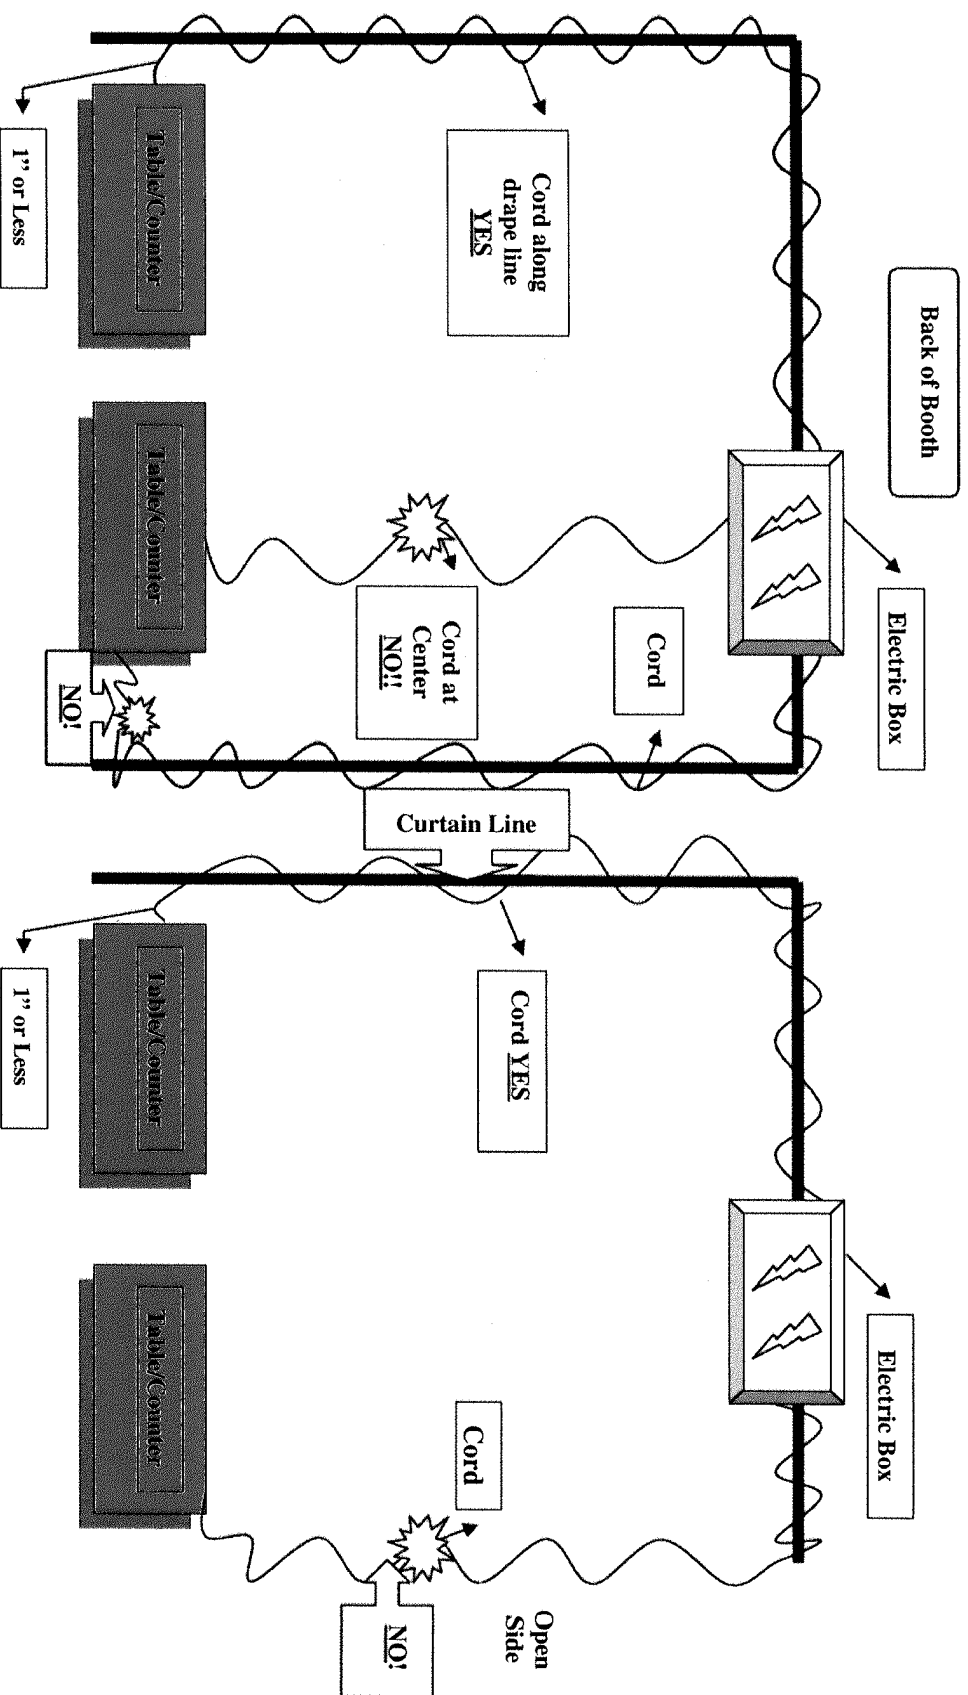 Back of Booth
Electric Box
Electric Box
Cord along
drape line
YES
Cord
Cord at
Center
NO!!
Curtain Line
Cord YES
Cord
Open
Side
NO!
Table/Counter
Table/Counter
NO!
Table/Counter
Table/Counter
1” or Less
1” or Less